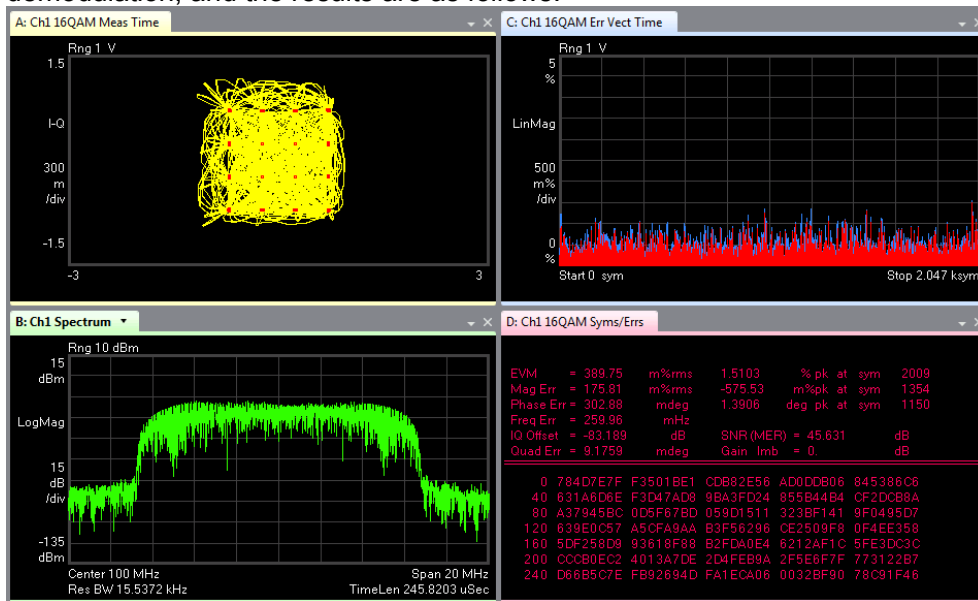 demodulation, and the results are as follows:
A: Ch1 16QAM Meas Time
Rng 1 V
1.5
I-Q
300
m
/div
-1.5
-3 3
C: Ch1 16QAM Err Vect Time
Rng 1 V
5
%
LinMag
500
m%
/div
0
%
Start 0 sym Stop 2.047 ksym
B: Ch1 Spectrum
Rng 10 dBm
15
dBm
LogMag
15
dB
/div
-135
dBm
Center 100 MHz Span 20 MHz
Res BW 15.5372 kHz TimeLen 245.8203 uSec
D: Ch1 16QAM Syms/Errs
EVM = 389.75 m%rms 1.5103 % pk at sym 2009
Mag Err = 175.81 m%rms -575.53 m%pk at sym 1354
Phase Err = 302.88 mdeg 1.3906 deg pk at sym 1150
Freq Err = 259.96 mHz
IQ Offset = -83.189 dB SNR(MER) = 45.631 dB
Quad Err = 9.1759 mdeg Gain Imb = 0. dB
0 784D7E7F F3501BE1 CDB82E56 AD0DDB06 845386C6
40 631A6D6E F3D47AD8 9BA3FD24 855B44B4 CF2DCB8A
80 A37945BC 0D5F67BD 059D1511 323BF141 9F0495D7
120 639E0C57 A5CFA9AA B3F56296 CE2509F8 0F4EE358
160 5DF258D9 93618F88 B2FDA0E4 6212AF1C 5FE3DC3C
200 CCCB0EC2 4013A7DE 2D4FEB9A 2F5E6F7F 773122B7
240 D66B5C7E FB92694D FA1ECA06 0032BF90 78C91F46